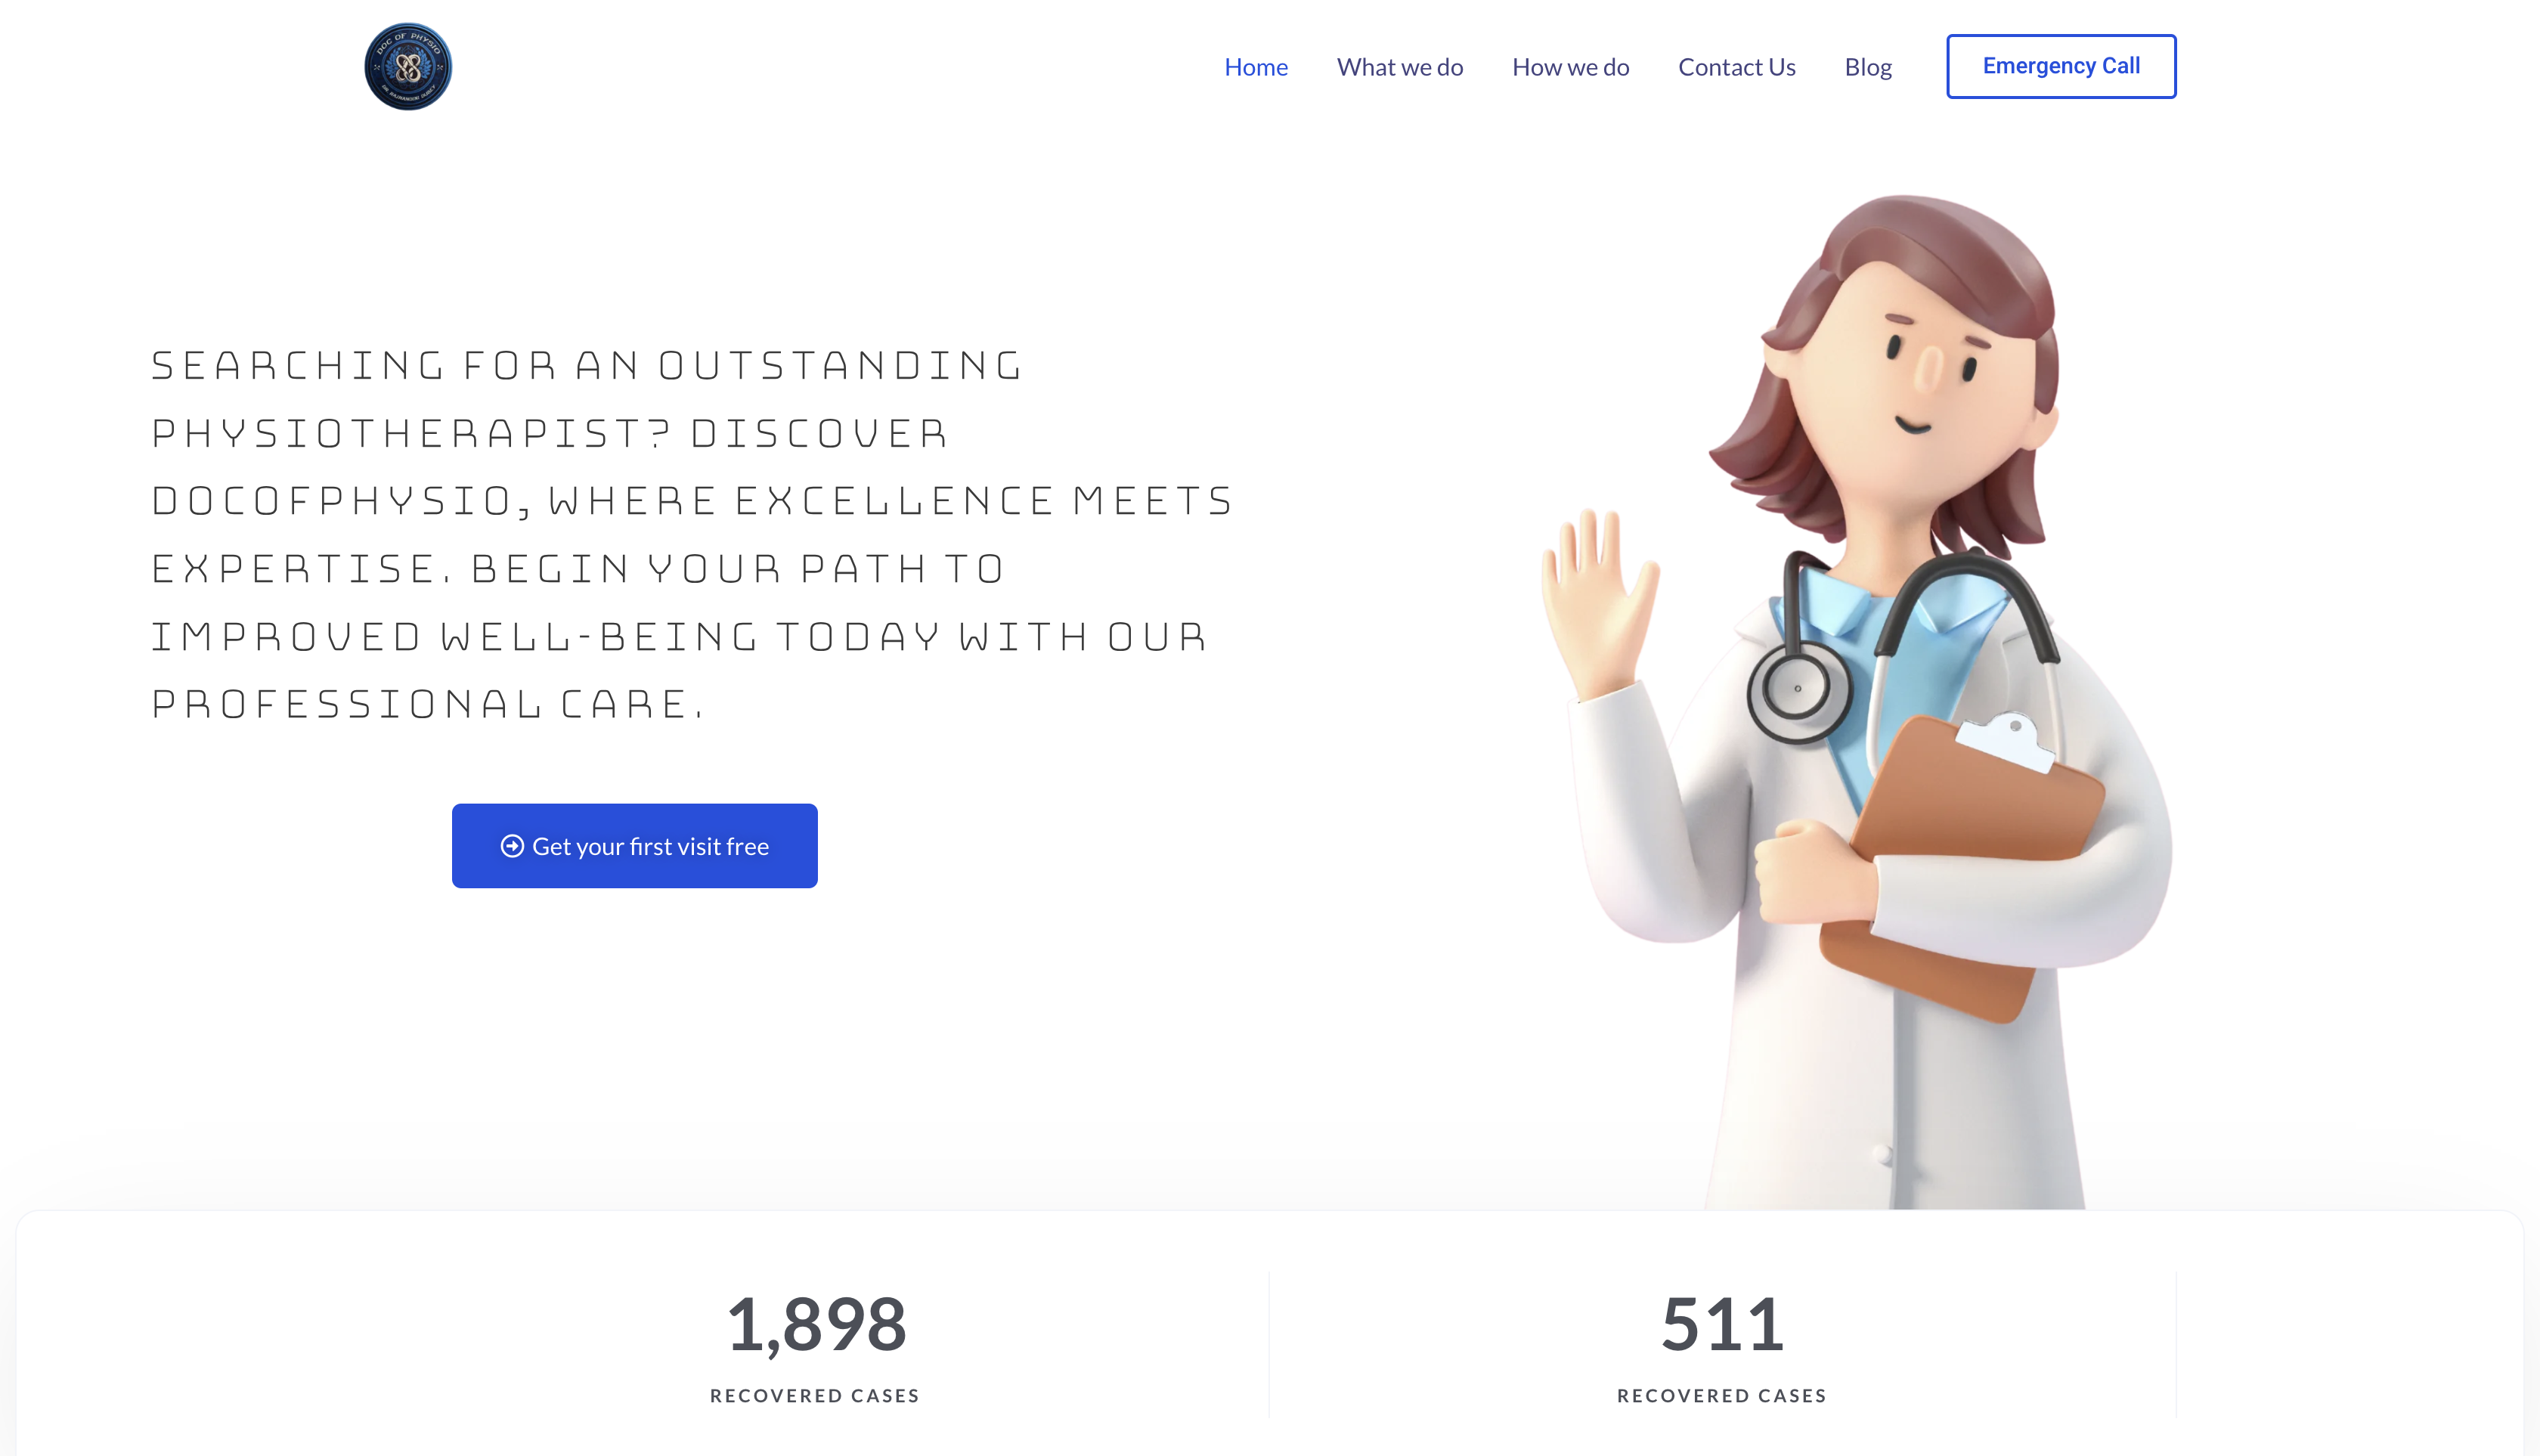 DOC OF PHYSIO
Home
What we do
How we do
Contact Us
Blog
Emergency Call
SEARCHING FOR AN OUTSTANDING
PHYSIOTHERAPIST? DISCOVER
DOCOFPHYSIO, WHERE EXCELLENCE MEETS
EXPERTISE. BEGIN YOUR PATH TO
IMPROVED WELL-BEING TODAY WITH OUR
PROFESSIONAL CARE.
Get your first visit free
1,898
511
RECOVERED CASES
RECOVERED CASES